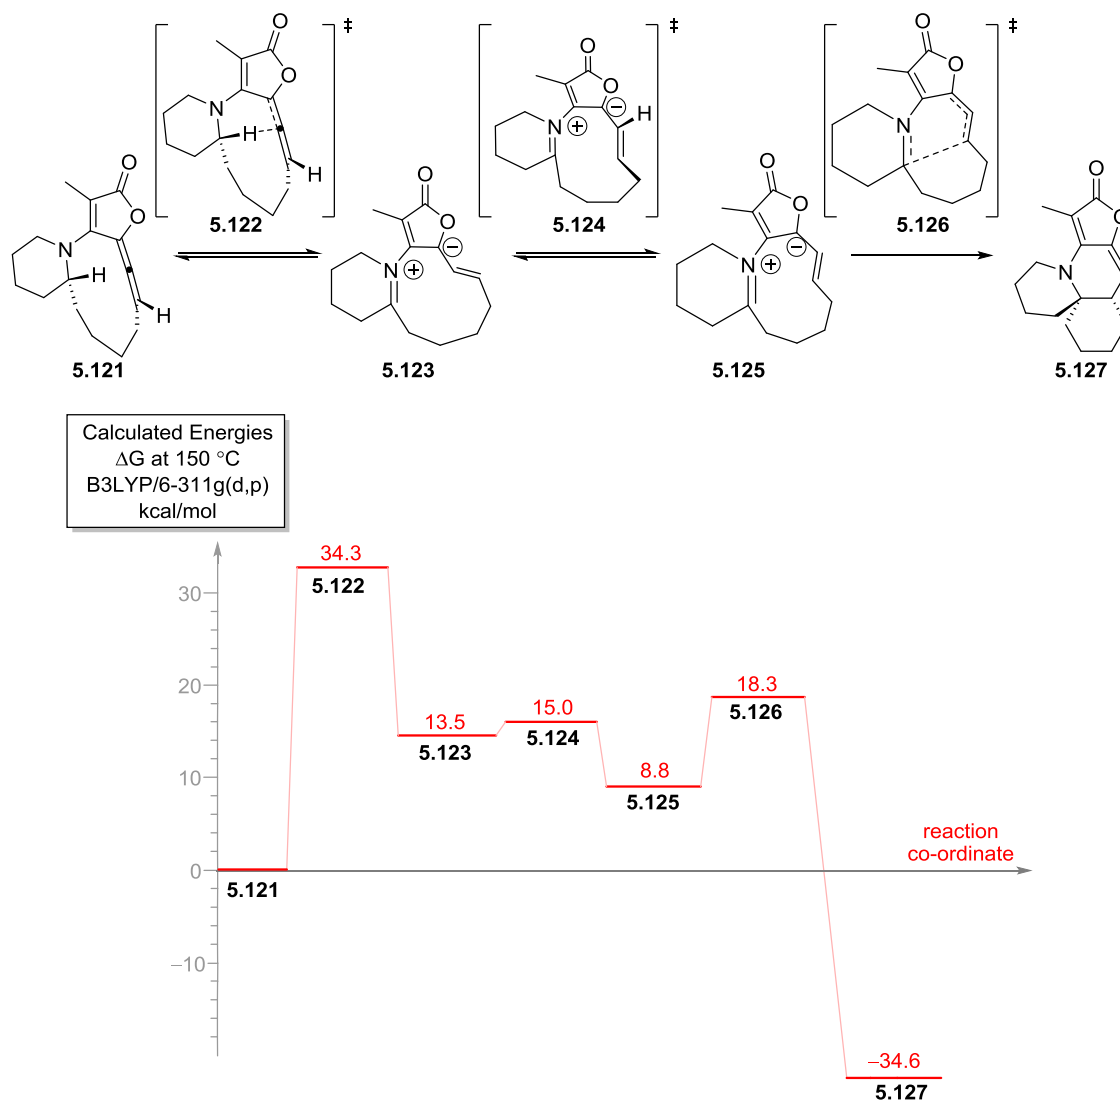 O
‡
O
‡
O
‡
O
N
H
H
O
N
H
O
N
5.122
5.124
5.126
O
O
N
H
H
O
O
N
O
O
N
O
N
5.121
5.123
5.125
5.127
Calculated Energies
ΔG at 150 °C
B3LYP/6-311g(d,p)
kcal/mol
34.3
5.122
30
20
18.3
5.126
15.0
13.5
5.124
5.123
10
8.8
5.125
reaction
co-ordinate
0
5.121
−10
−34.6
5.127